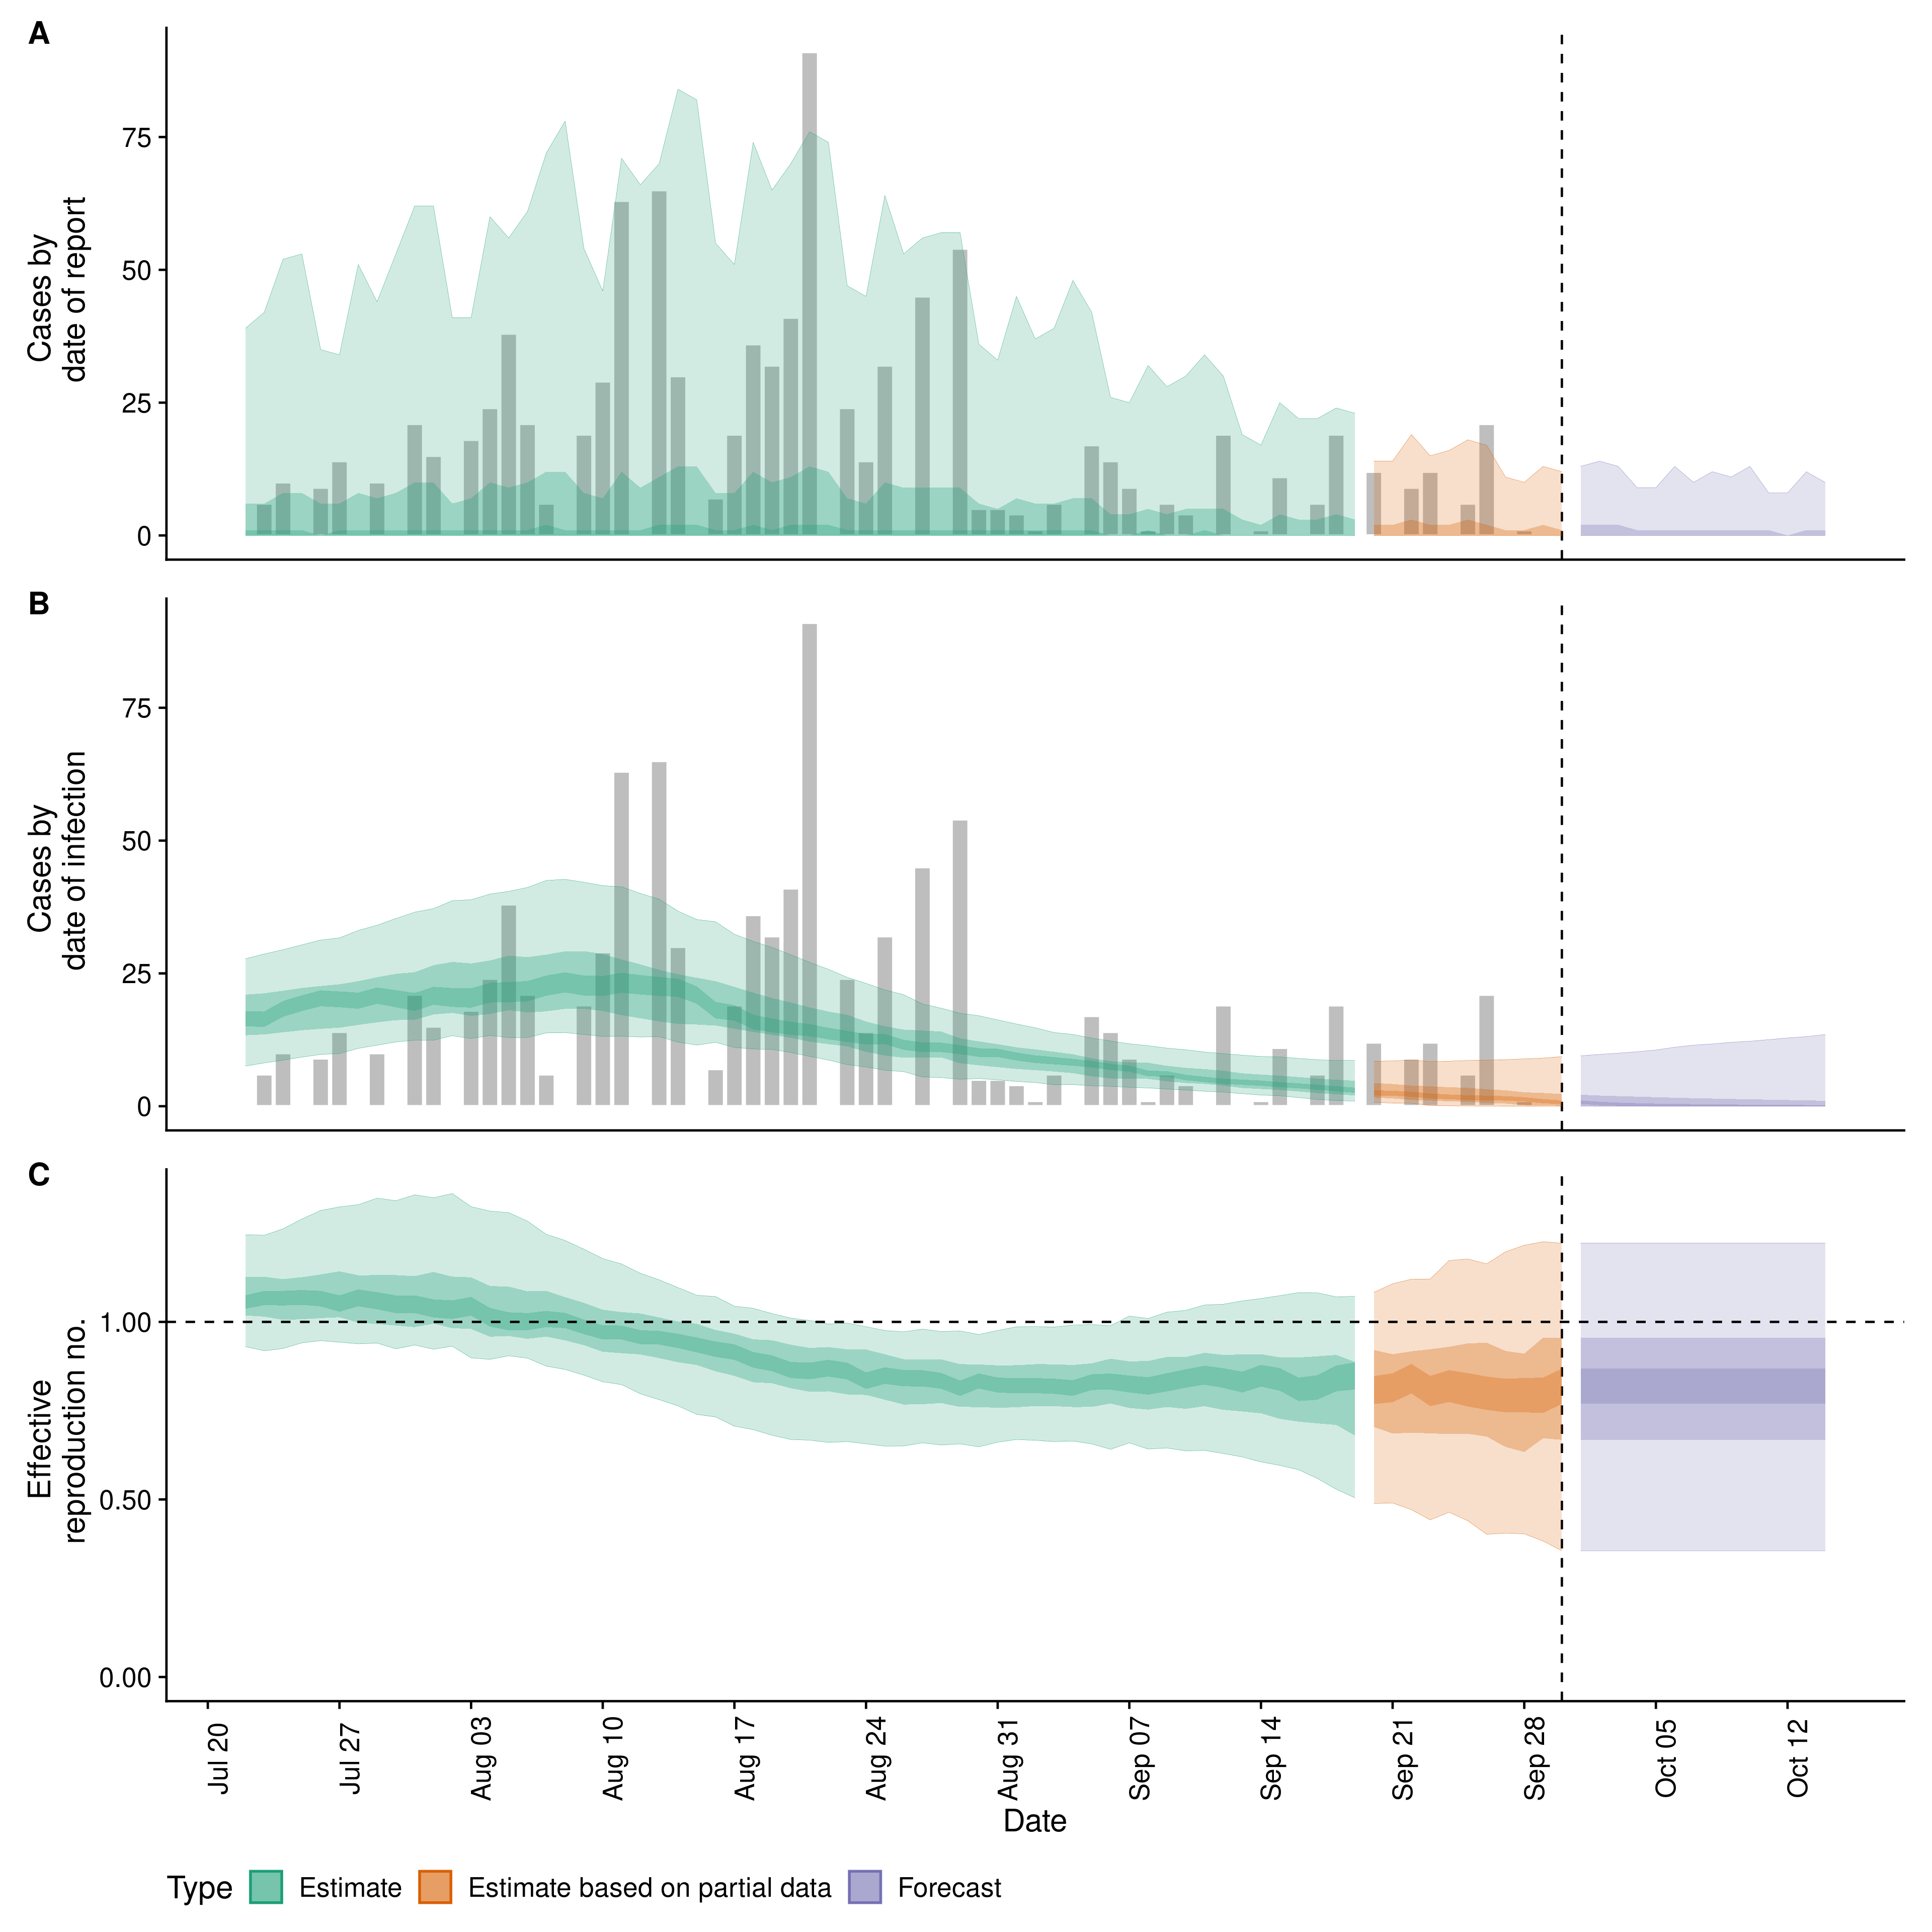 A
Cases by
date of report
75
50
25
0
B
Cases by
date of infection
75
50
25
0
C
Effective
reproduction no.
1.00
0.50
0.00
Jul 20
Jul 27
Aug 03
Aug 10
Aug 17
Aug 24
Aug 31
Sep 07
Sep 14
Sep 21
Sep 28
Oct 05
Oct 12
Date
Type Estimate Estimate based on partial data Forecast